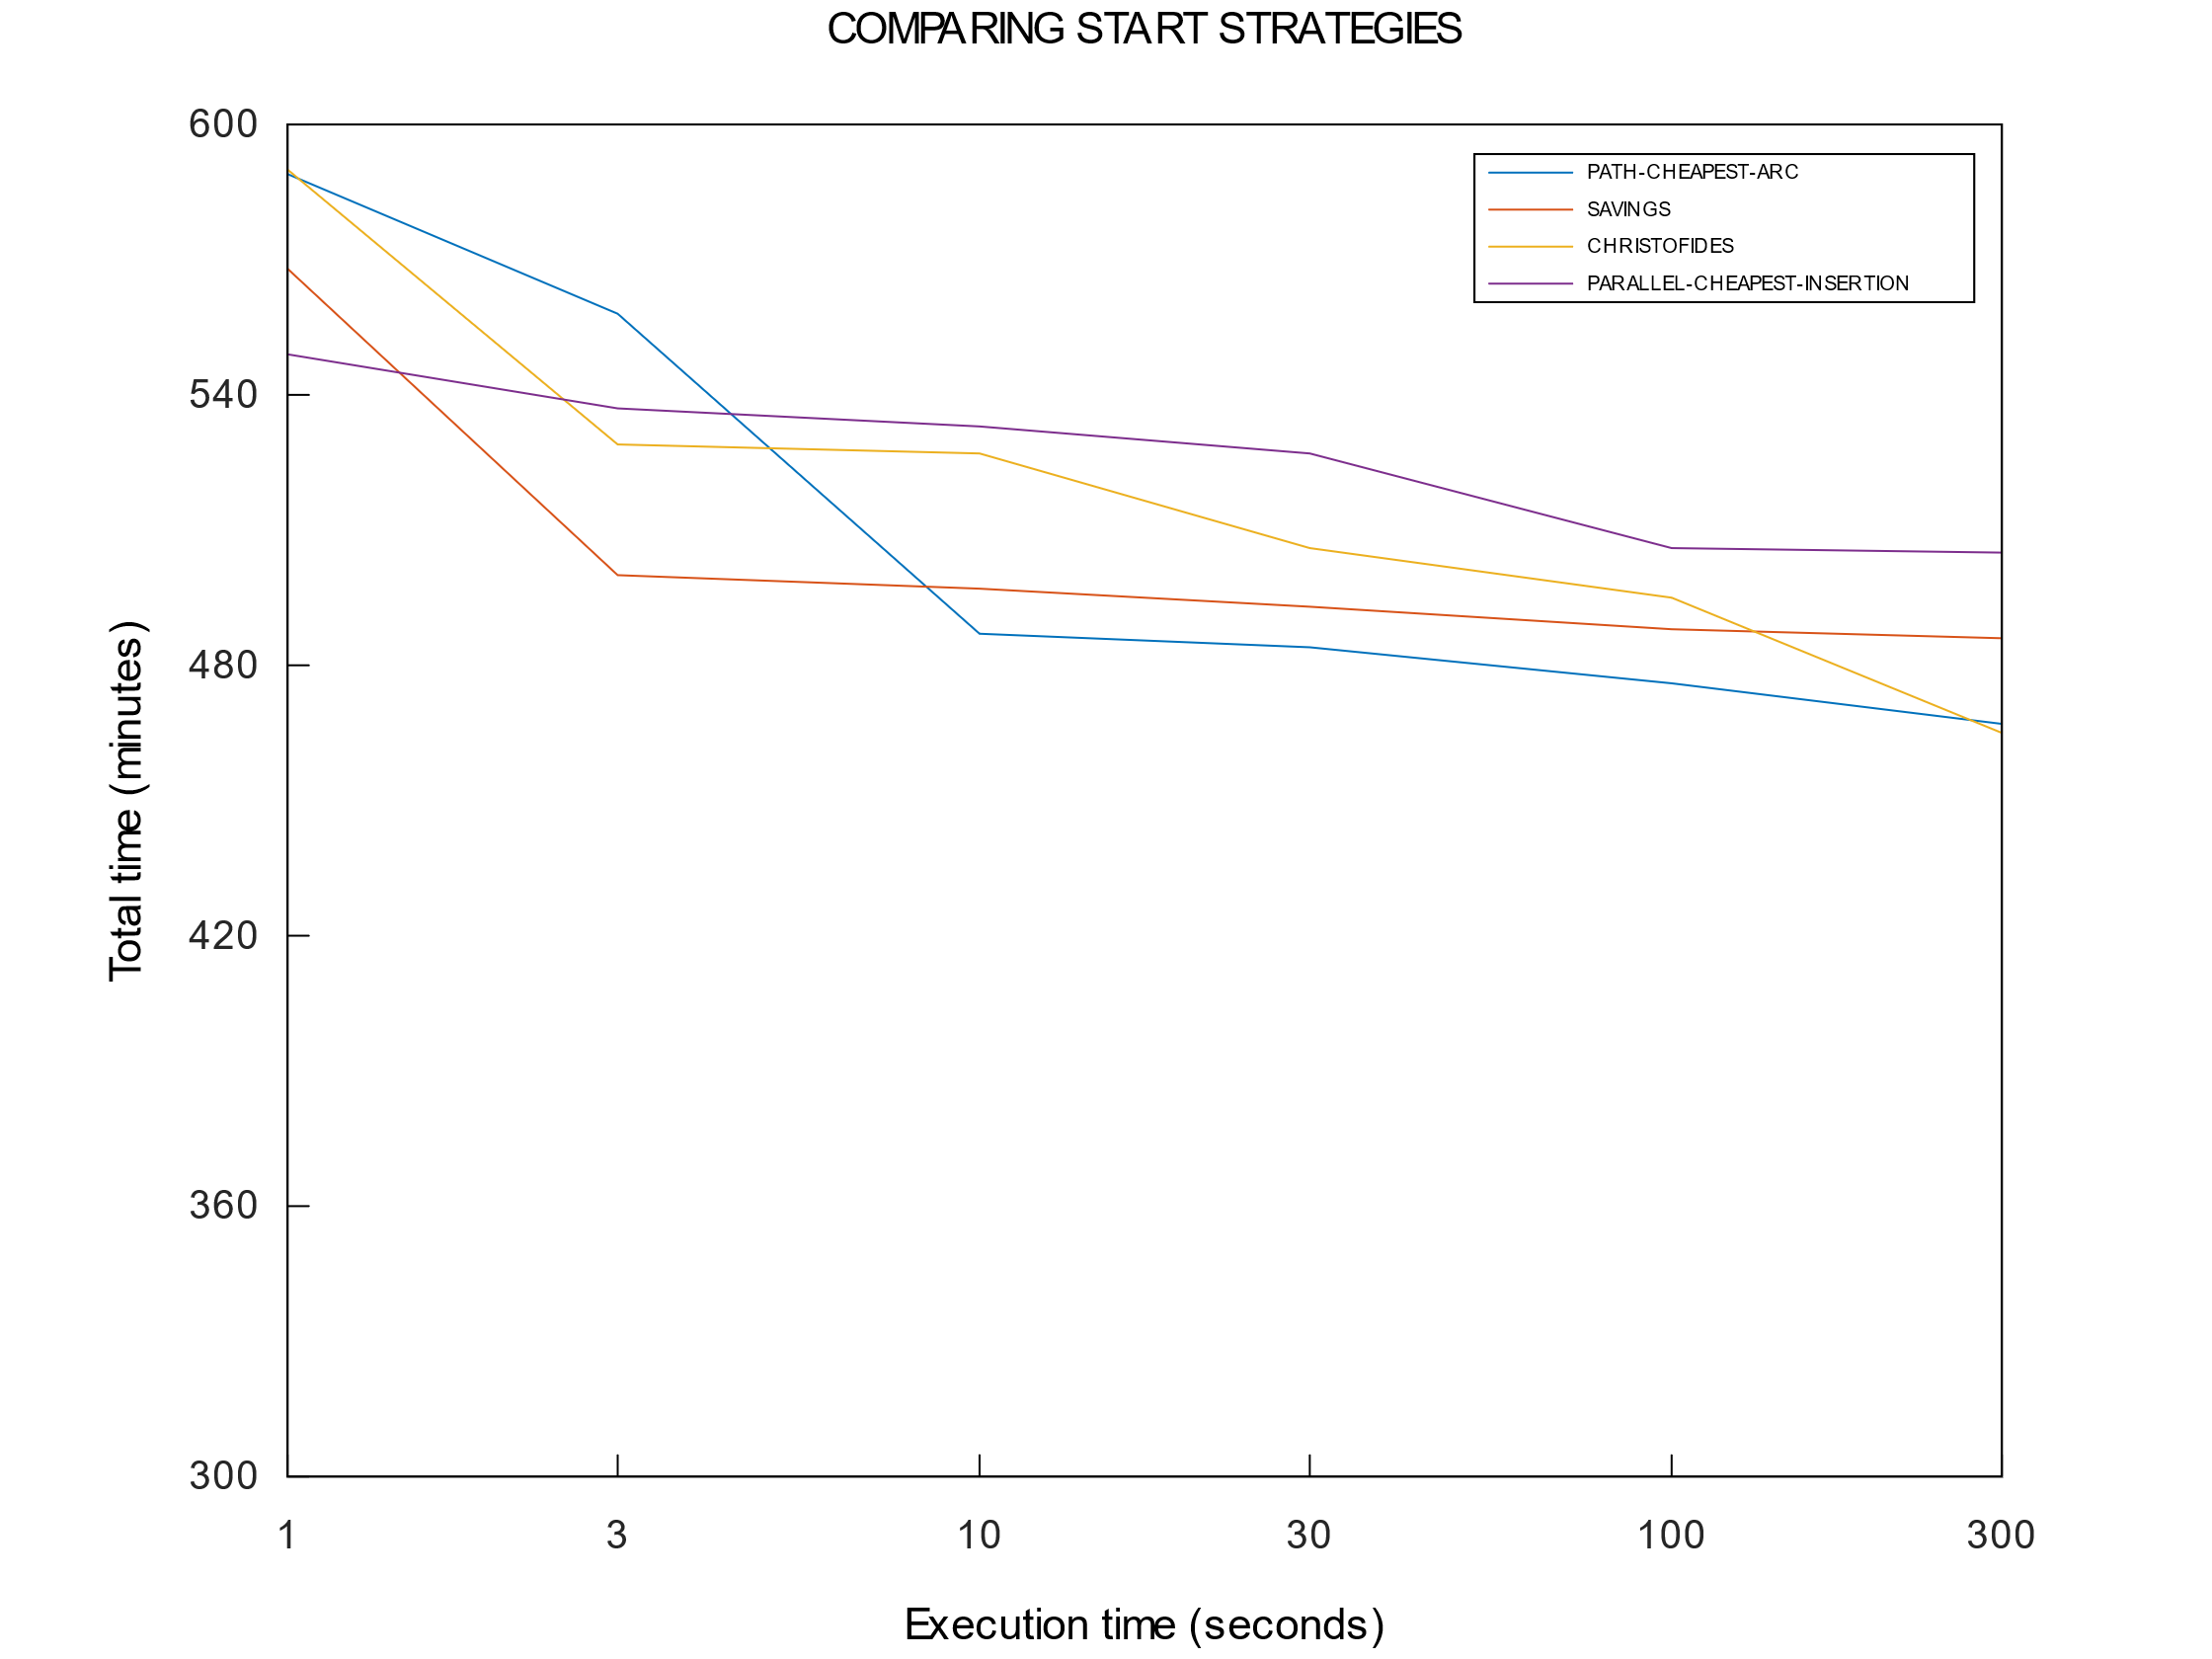 COMPARING START STRATEGIES
600
540
480
420
360
300
Total time (minutes)
PATH-CHEAPEST-ARC
SAVINGS
CHRISTOFIDES
PARALLEL-CHEAPEST-INSERTION
1 3 10 30 100 300
Execution time (seconds)